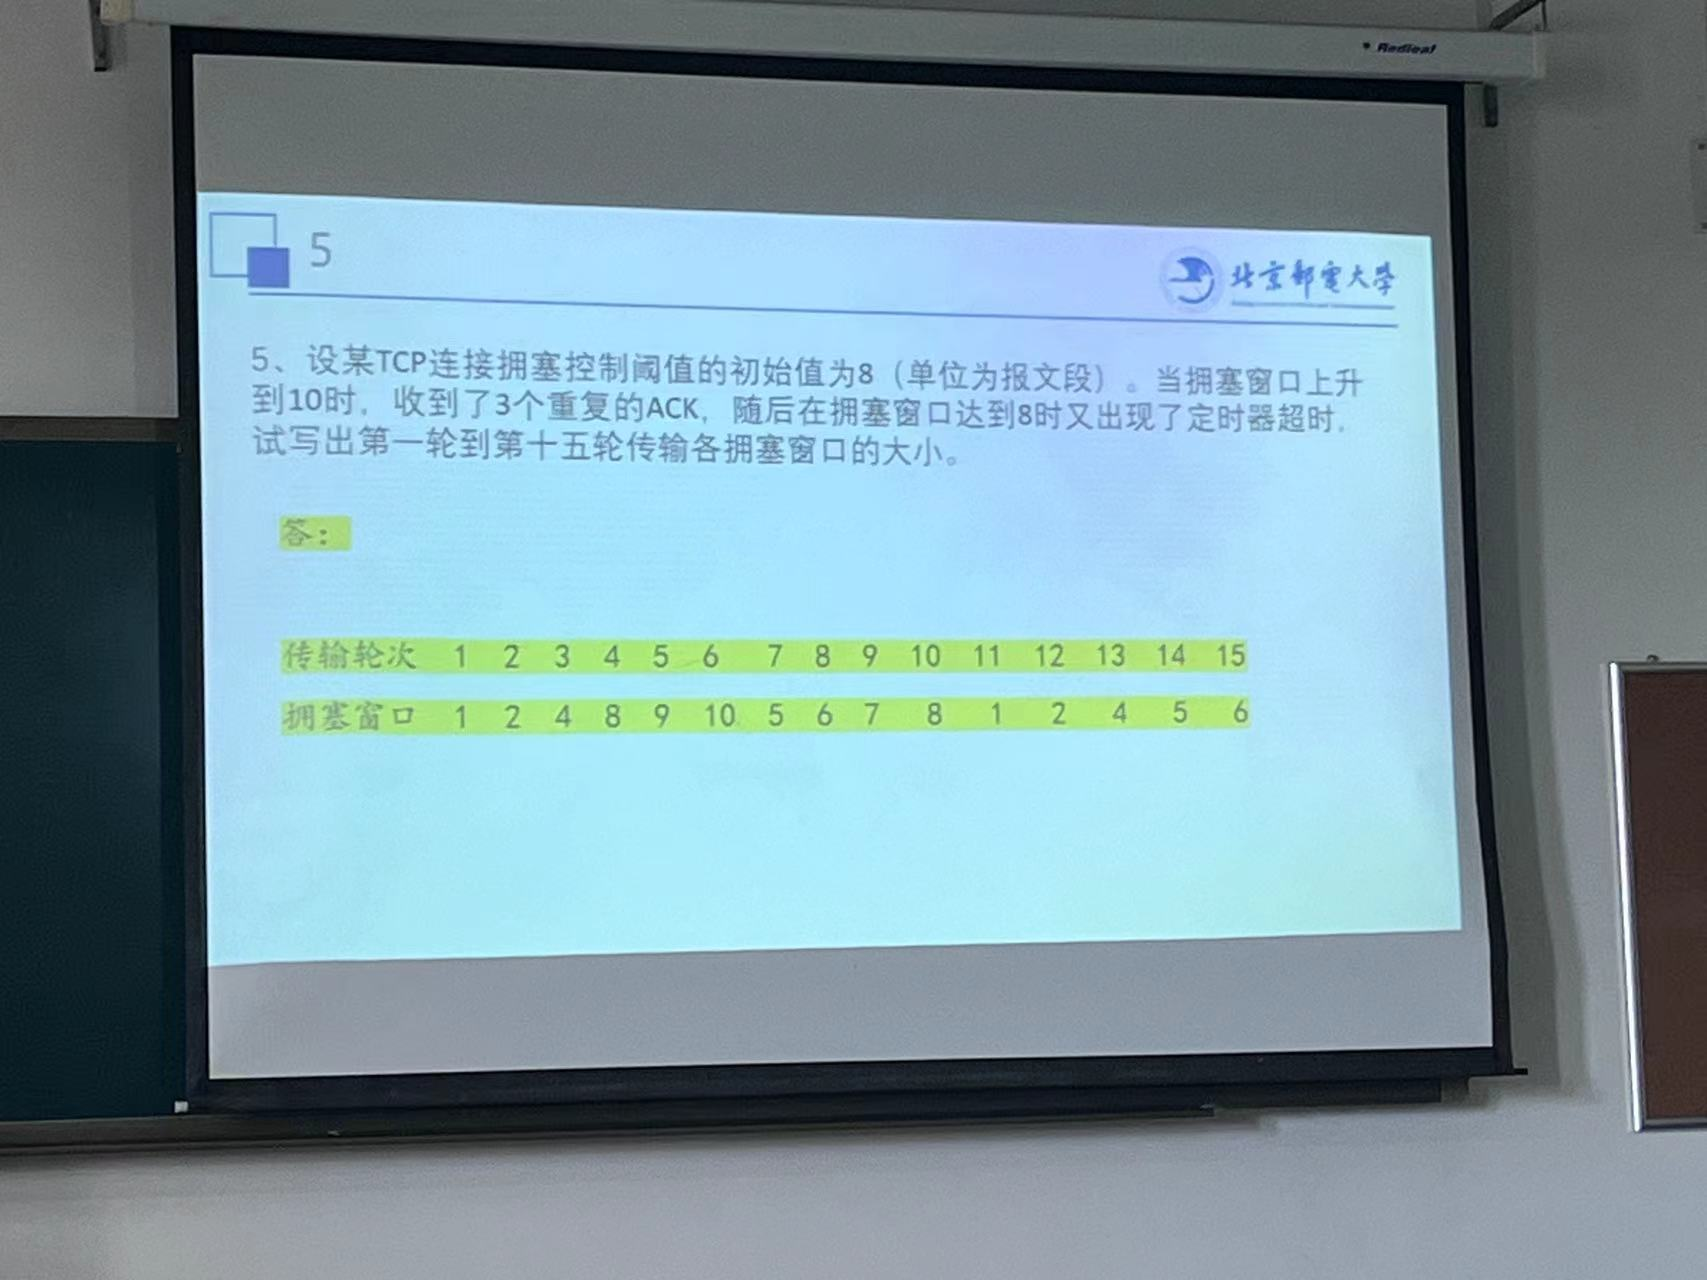 Redleaf
5
北京邮电大学
5、设某TCP连接拥塞控制阈值的初始值为8（单位为报文段）。当拥塞窗口上升
到10时，收到了3个重复的ACK，随后在拥塞窗口达到8时又出现了定时器超时，
试写出第一轮到第十五轮传输各拥塞窗口的大小。
答：
传输轮次 1 2 3 4 5 6 7 8 9 10 11 12 13 14 15
拥塞窗口 1 2 4 8 9 10 5 6 7 8 1 2 4 5 6